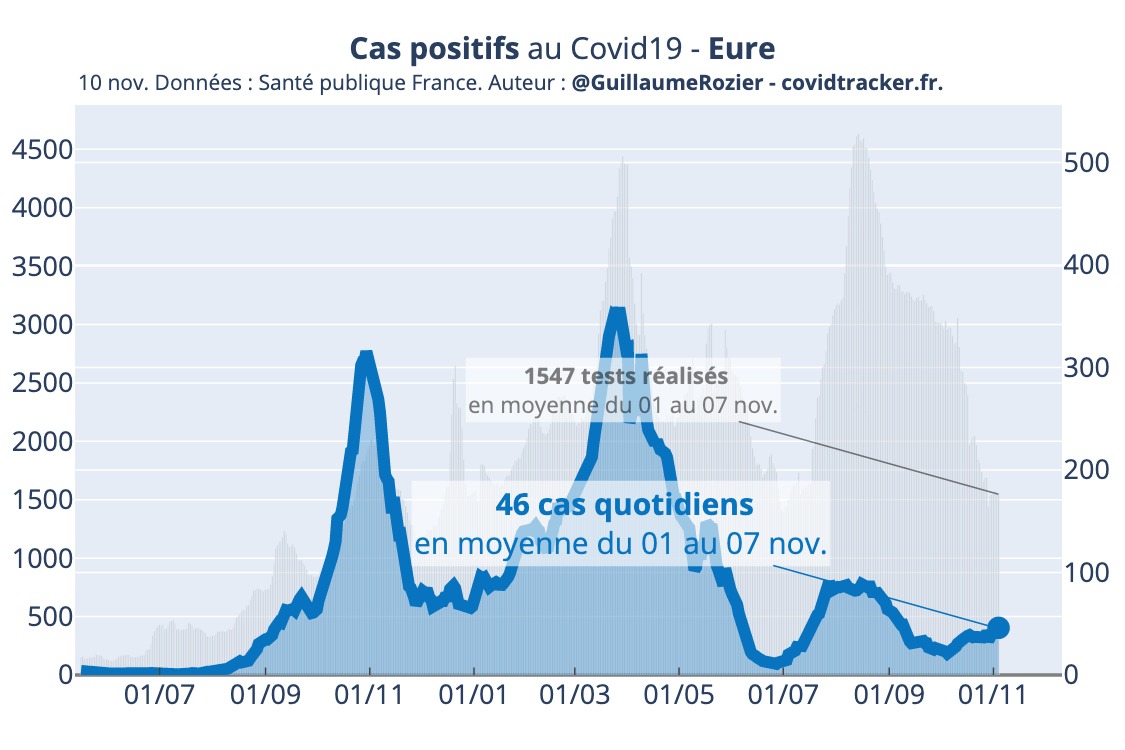 Cas positifs au Covid19 - Eure
10 nov. Données : Santé publique France. Auteur : @GuillaumeRozier - covidtracker.fr.
4500
4000
3500
3000
2500
2000
1500
1000
500
0
500
400
300
200
100
0
1547 tests réalisés
en moyenne du 01 au 07 nov.
46 cas quotidiens
en moyenne du 01 au 07 nov.
01/07 01/09 01/11 01/01 01/03 01/05 01/07 01/09 01/11